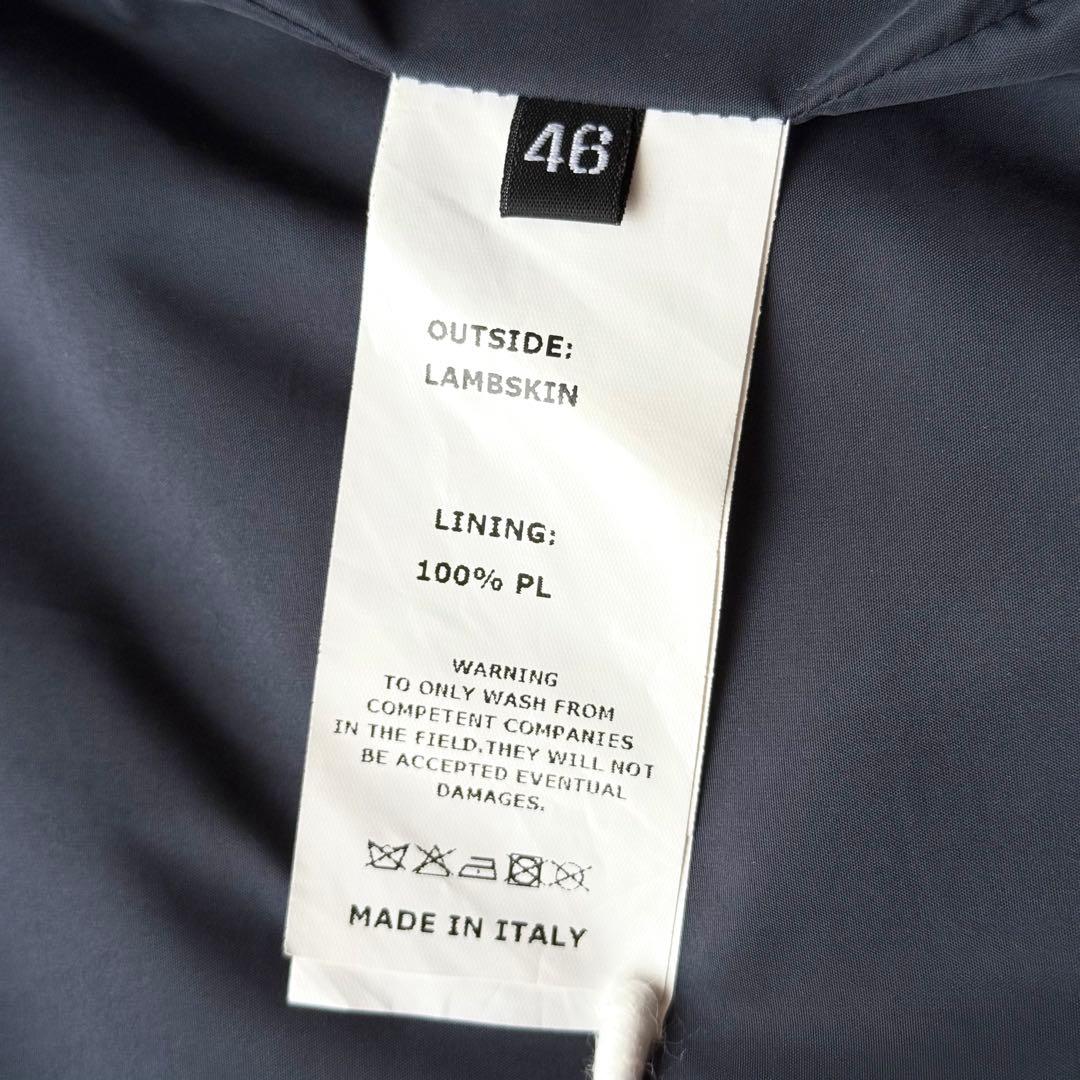 46
OUTSIDE:
LAMBSKIN
LINING:
100% PL
WARNING
TO ONLY WASH FROM
COMPETENT COMPANIES
IN THE FIELD.THEY WILL NOT
BE ACCEPTED EVENTUAL
DAMAGES.
MADE IN ITALY